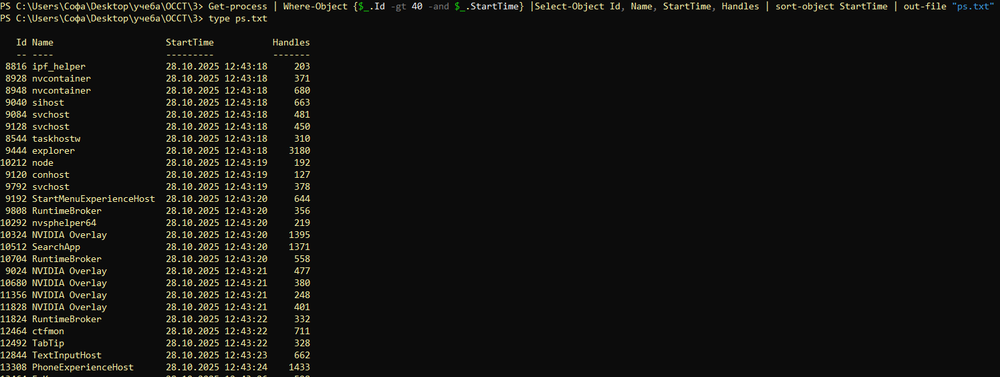 PS C:\Users\Софа\Desktop\учеба\ОССТ\3> Get-process | Where-Object {$_.Id -gt 40 -and $_.StartTime} |Select-Object Id, Name, StartTime, Handles | sort-object StartTime | out-file "ps.txt"
PS C:\Users\Софа\Desktop\учеба\ОССТ\3> type ps.txt
Id Name StartTime Handles
-- ---- --------- -------
8816 ipf_helper 28.10.2025 12:43:18 203
8928 nvcontainer 28.10.2025 12:43:18 371
8948 nvcontainer 28.10.2025 12:43:18 680
9040 sihost 28.10.2025 12:43:18 663
9084 svchost 28.10.2025 12:43:18 481
9128 svchost 28.10.2025 12:43:18 450
8544 taskhostw 28.10.2025 12:43:18 310
9444 explorer 28.10.2025 12:43:18 3180
10212 node 28.10.2025 12:43:19 192
9120 conhost 28.10.2025 12:43:19 127
9792 svchost 28.10.2025 12:43:19 378
9192 StartMenuExperienceHost 28.10.2025 12:43:20 644
9808 RuntimeBroker 28.10.2025 12:43:20 356
10292 nvsphelper64 28.10.2025 12:43:20 219
10324 NVIDIA Overlay 28.10.2025 12:43:20 1395
10512 SearchApp 28.10.2025 12:43:20 1371
10704 RuntimeBroker 28.10.2025 12:43:20 558
9024 NVIDIA Overlay 28.10.2025 12:43:21 477
10680 NVIDIA Overlay 28.10.2025 12:43:21 380
11356 NVIDIA Overlay 28.10.2025 12:43:21 248
11828 NVIDIA Overlay 28.10.2025 12:43:21 401
11824 RuntimeBroker 28.10.2025 12:43:22 332
12464 ctfmon 28.10.2025 12:43:22 711
12492 TabTip 28.10.2025 12:43:22 328
12844 TextInputHost 28.10.2025 12:43:23 662
13308 PhoneExperienceHost 28.10.2025 12:43:24 1433